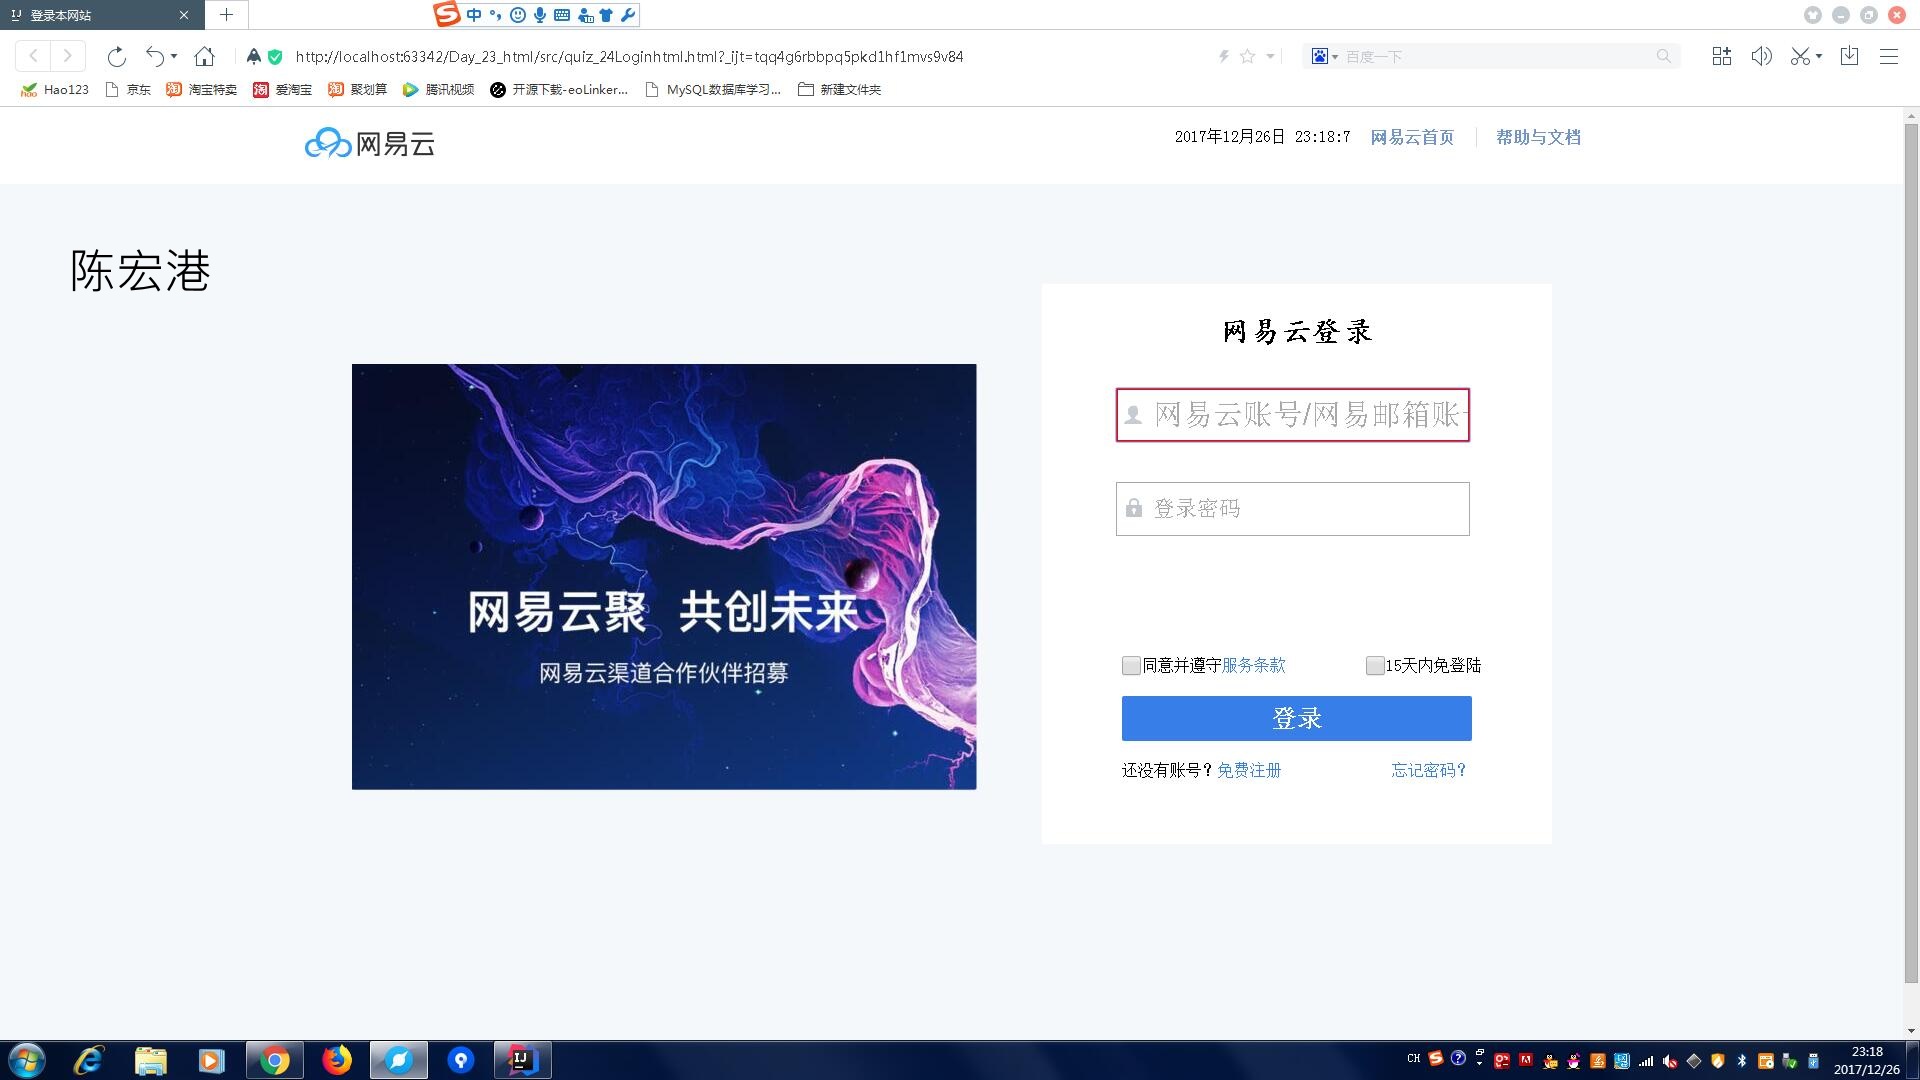 登录本网站
中
http://localhost:63342/Day_23_html/src/quiz_24Loginhtml.html?_ijt=tqq4g6rbbpq5pkd1hf1mvs9v84
百度一下
Hao123 京东 淘宝特卖 爱淘宝 聚划算 腾讯视频 开源下载-eoLinker... MySQL数据库学习... 新建文件夹
网易云
2017年12月26日 23:18:7 网易云首页 帮助与文档
陈宏港
网易云登录
网易云账号/网易邮箱账
登录密码
网易云聚 共创未来
网易云渠道合作伙伴招募
同意并遵守服务条款 15天内免登陆
登录
还没有账号？免费注册 忘记密码？
CH
23:18
2017/12/26